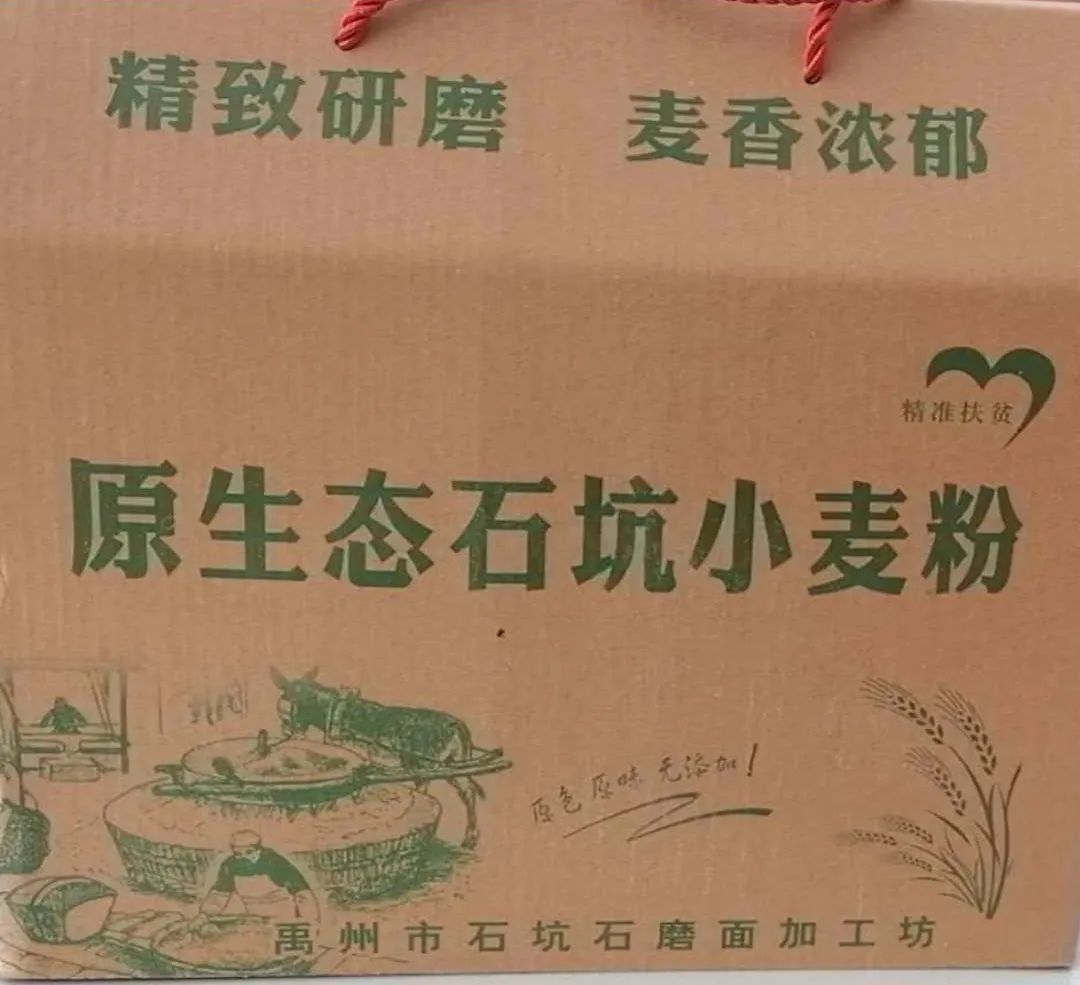 精致研磨 麦香浓郁
精准扶贫
原生态石坑小麦粉
原色原味 无添加!
禹州市石坑石磨面加工坊